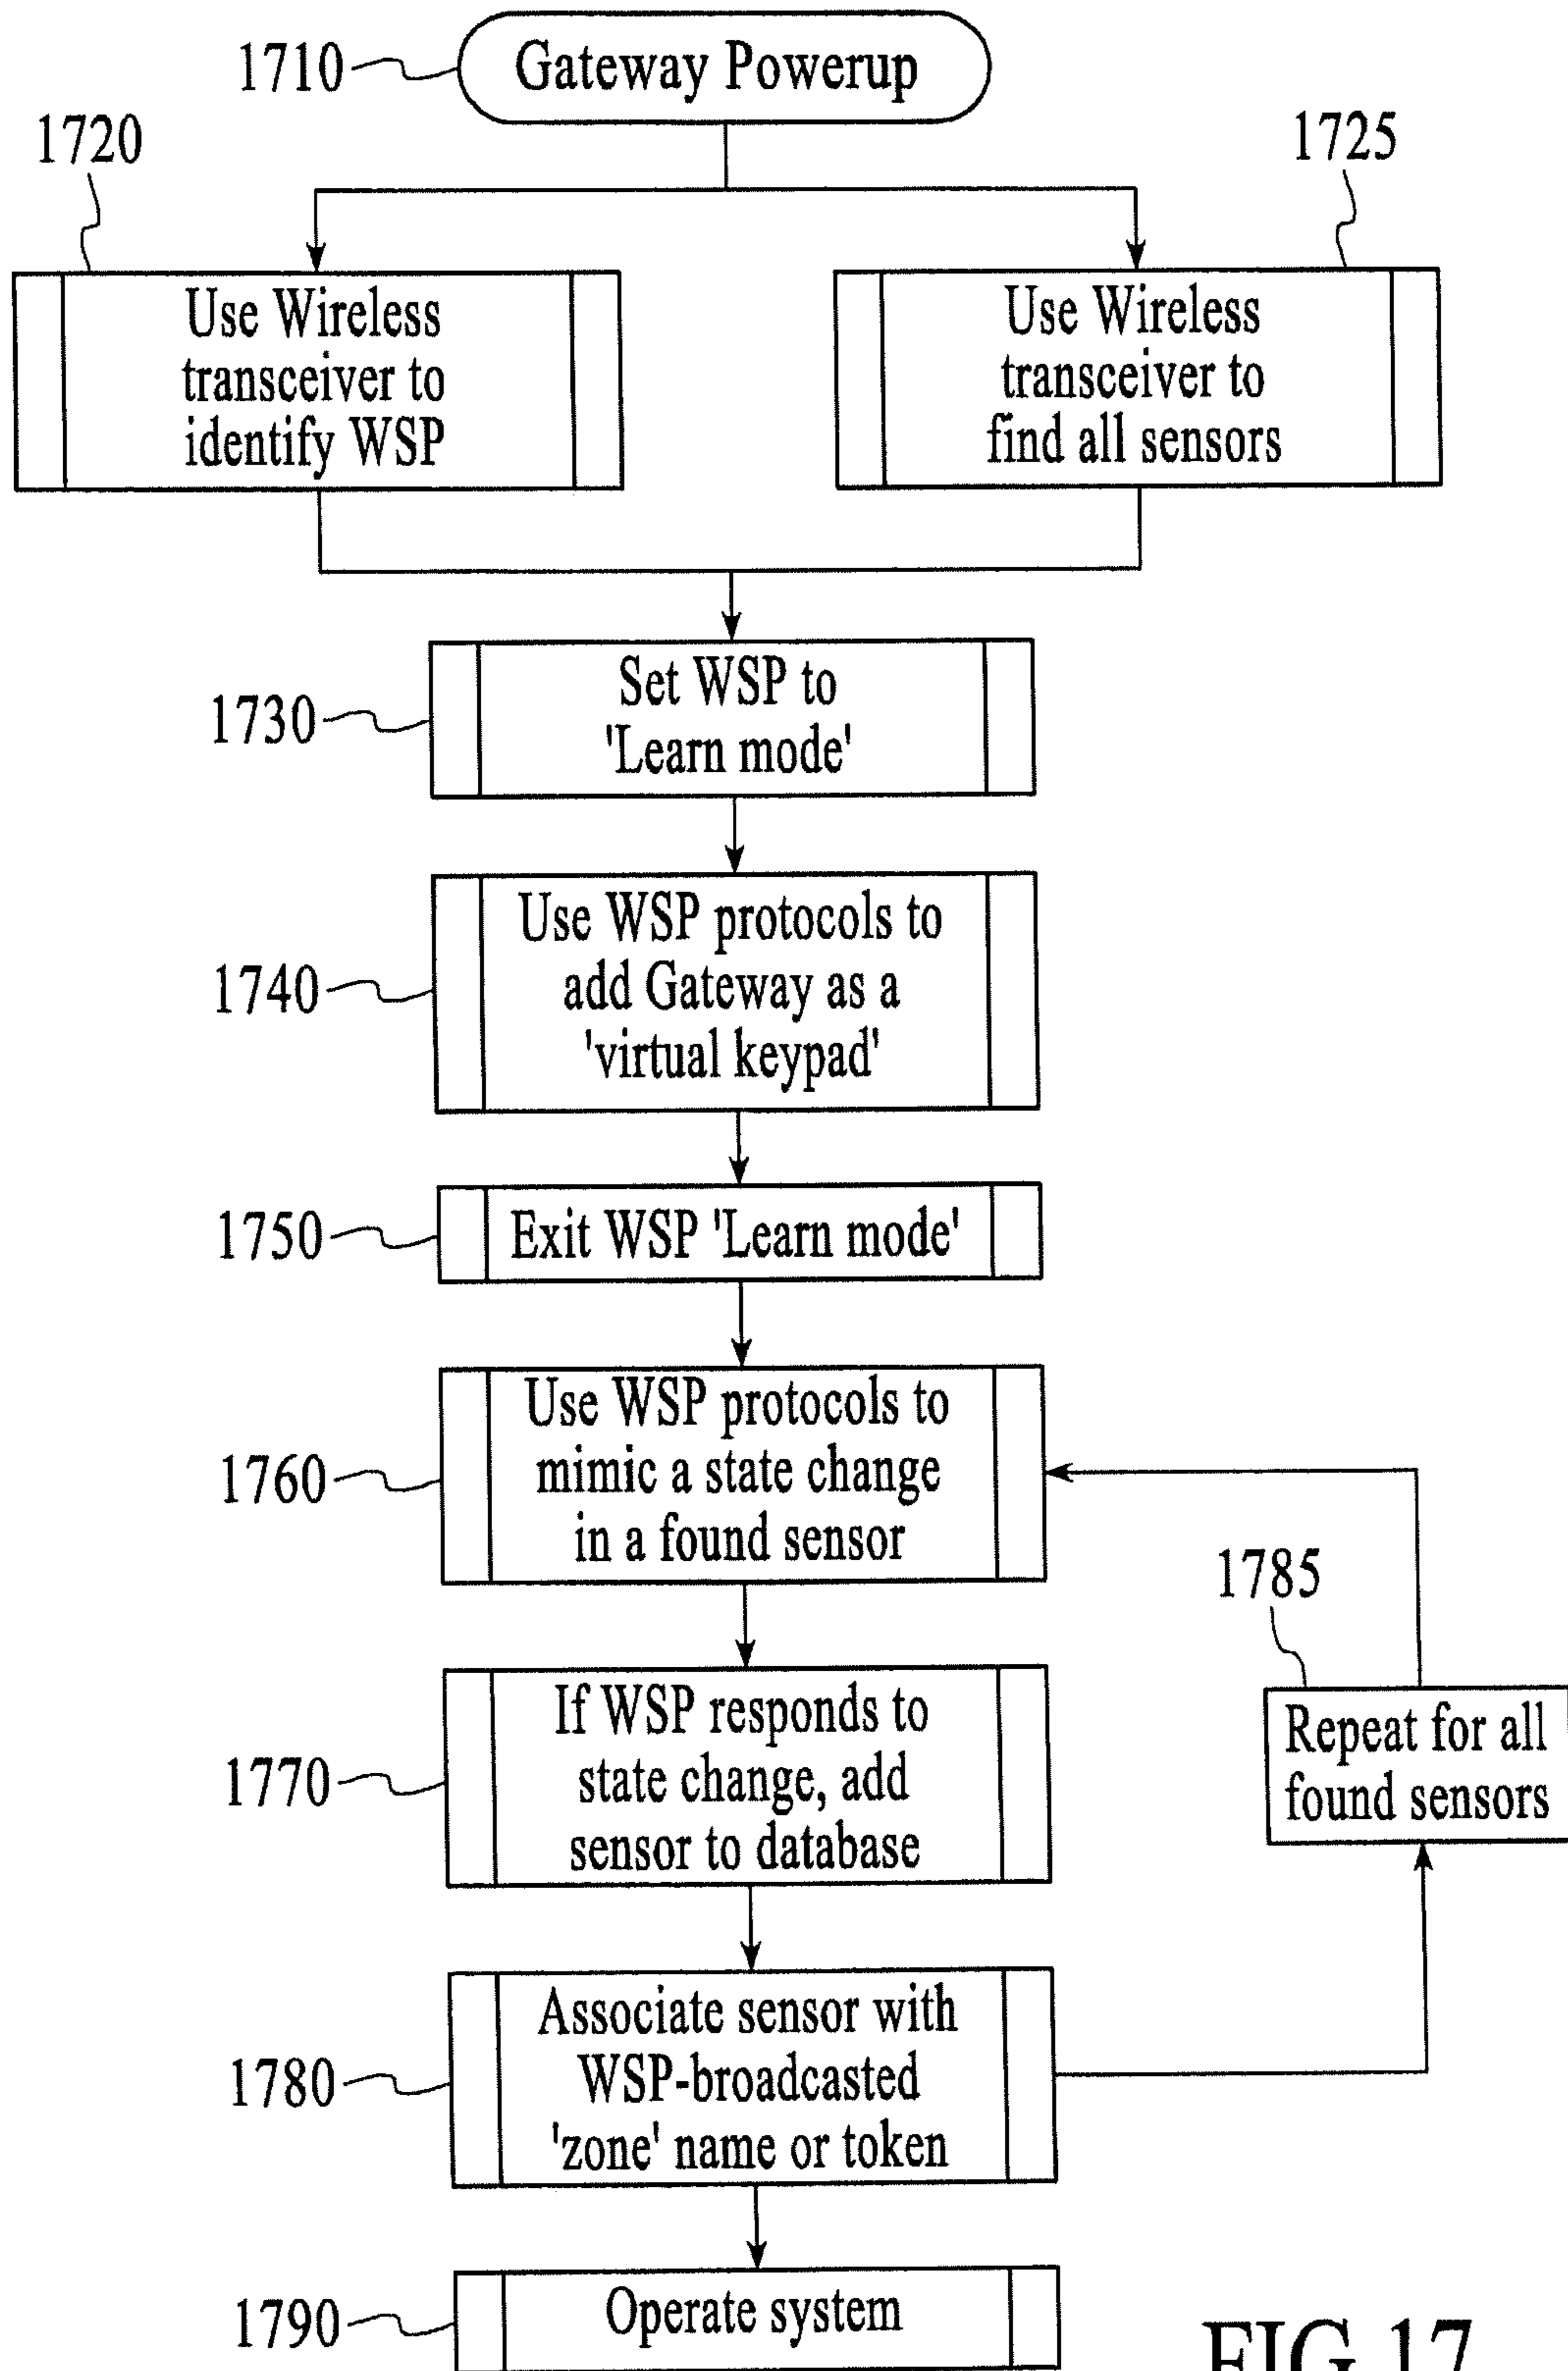 1710
Gateway Powerup
1720
1725
Use Wireless
transceiver to
identify WSP
Use Wireless
transceiver to
find all sensors
1730
Set WSP to
'Learn mode'
1740
Use WSP protocols to
add Gateway as a
'virtual keypad'
1750
Exit WSP 'Learn mode'
1760
Use WSP protocols to
mimic a state change
in a found sensor
1785
Repeat for all
found sensors
1770
If WSP responds to
state change, add
sensor to database
1780
Associate sensor with
WSP-broadcasted
'zone' name or token
1790
Operate system
FIG.17